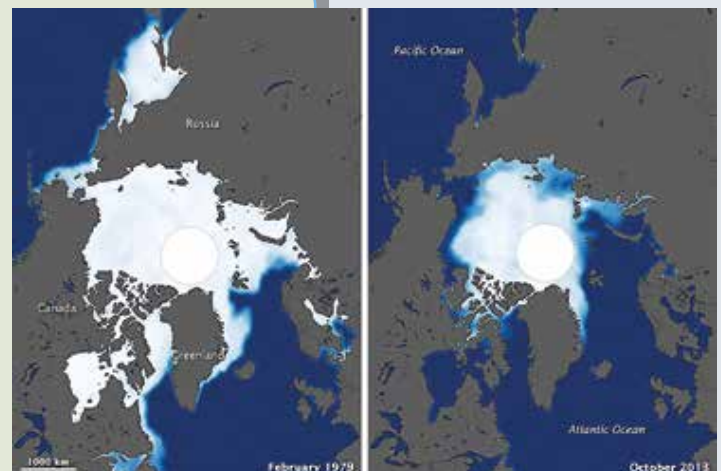 Pacific Ocean
Russia
Canada
Greenland
Atlantic Ocean
1000 km
February 1979
October 2013